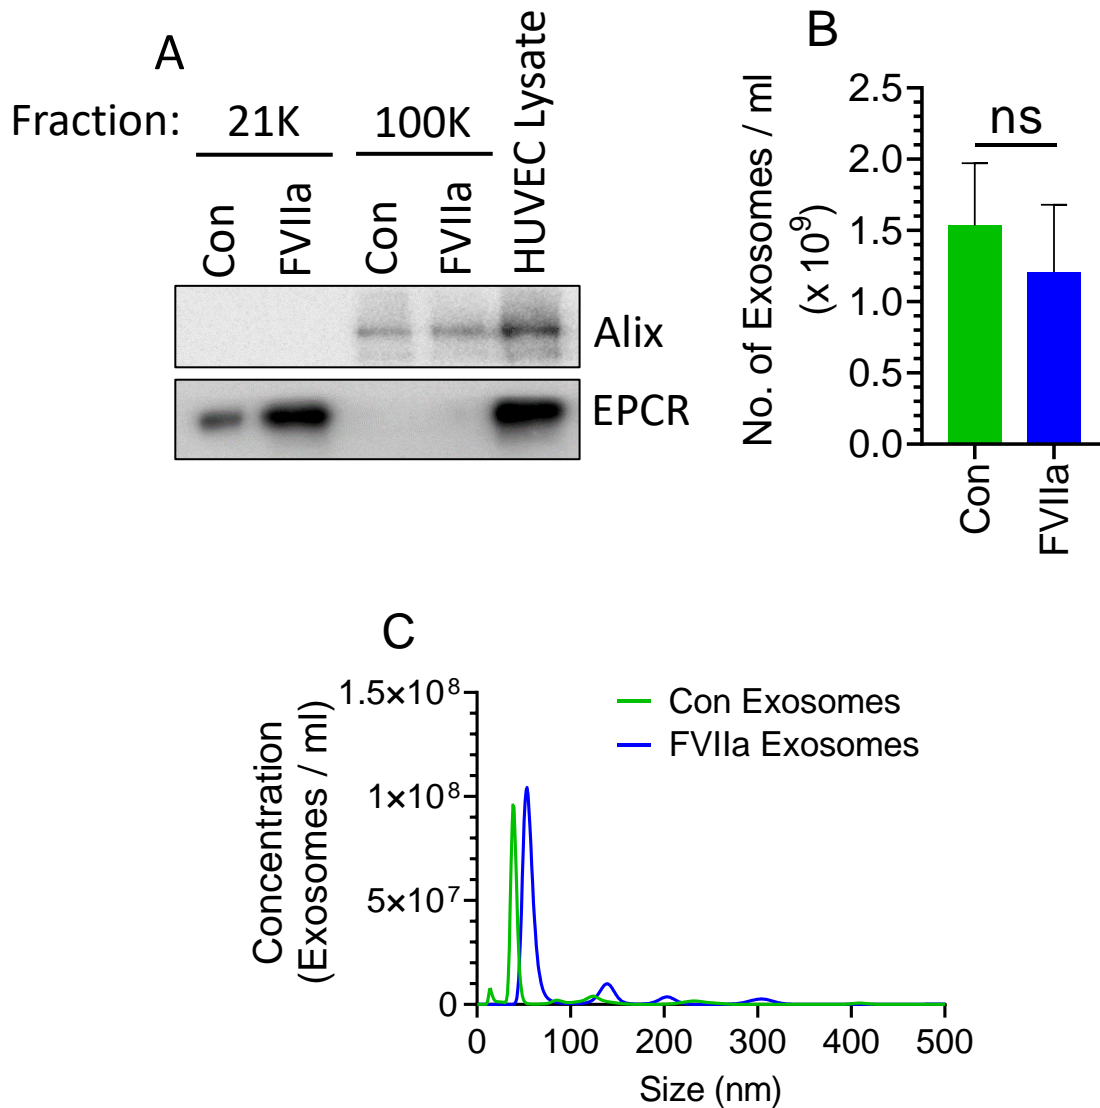 A
Fraction:
21K
100K
HUVEC Lysate
Con
FVIIa
Con
FVIIa
Alix
EPCR
B
No. of Exosomes / ml
(x 10⁹)
2.5
2.0
1.5
1.0
0.5
0.0
ns
Con
FVIIa
C
Concentration
(Exosomes / ml)
1.5×10⁸
1×10⁸
5×10⁷
0
Con Exosomes
FVIIa Exosomes
0 100 200 300 400 500
Size (nm)